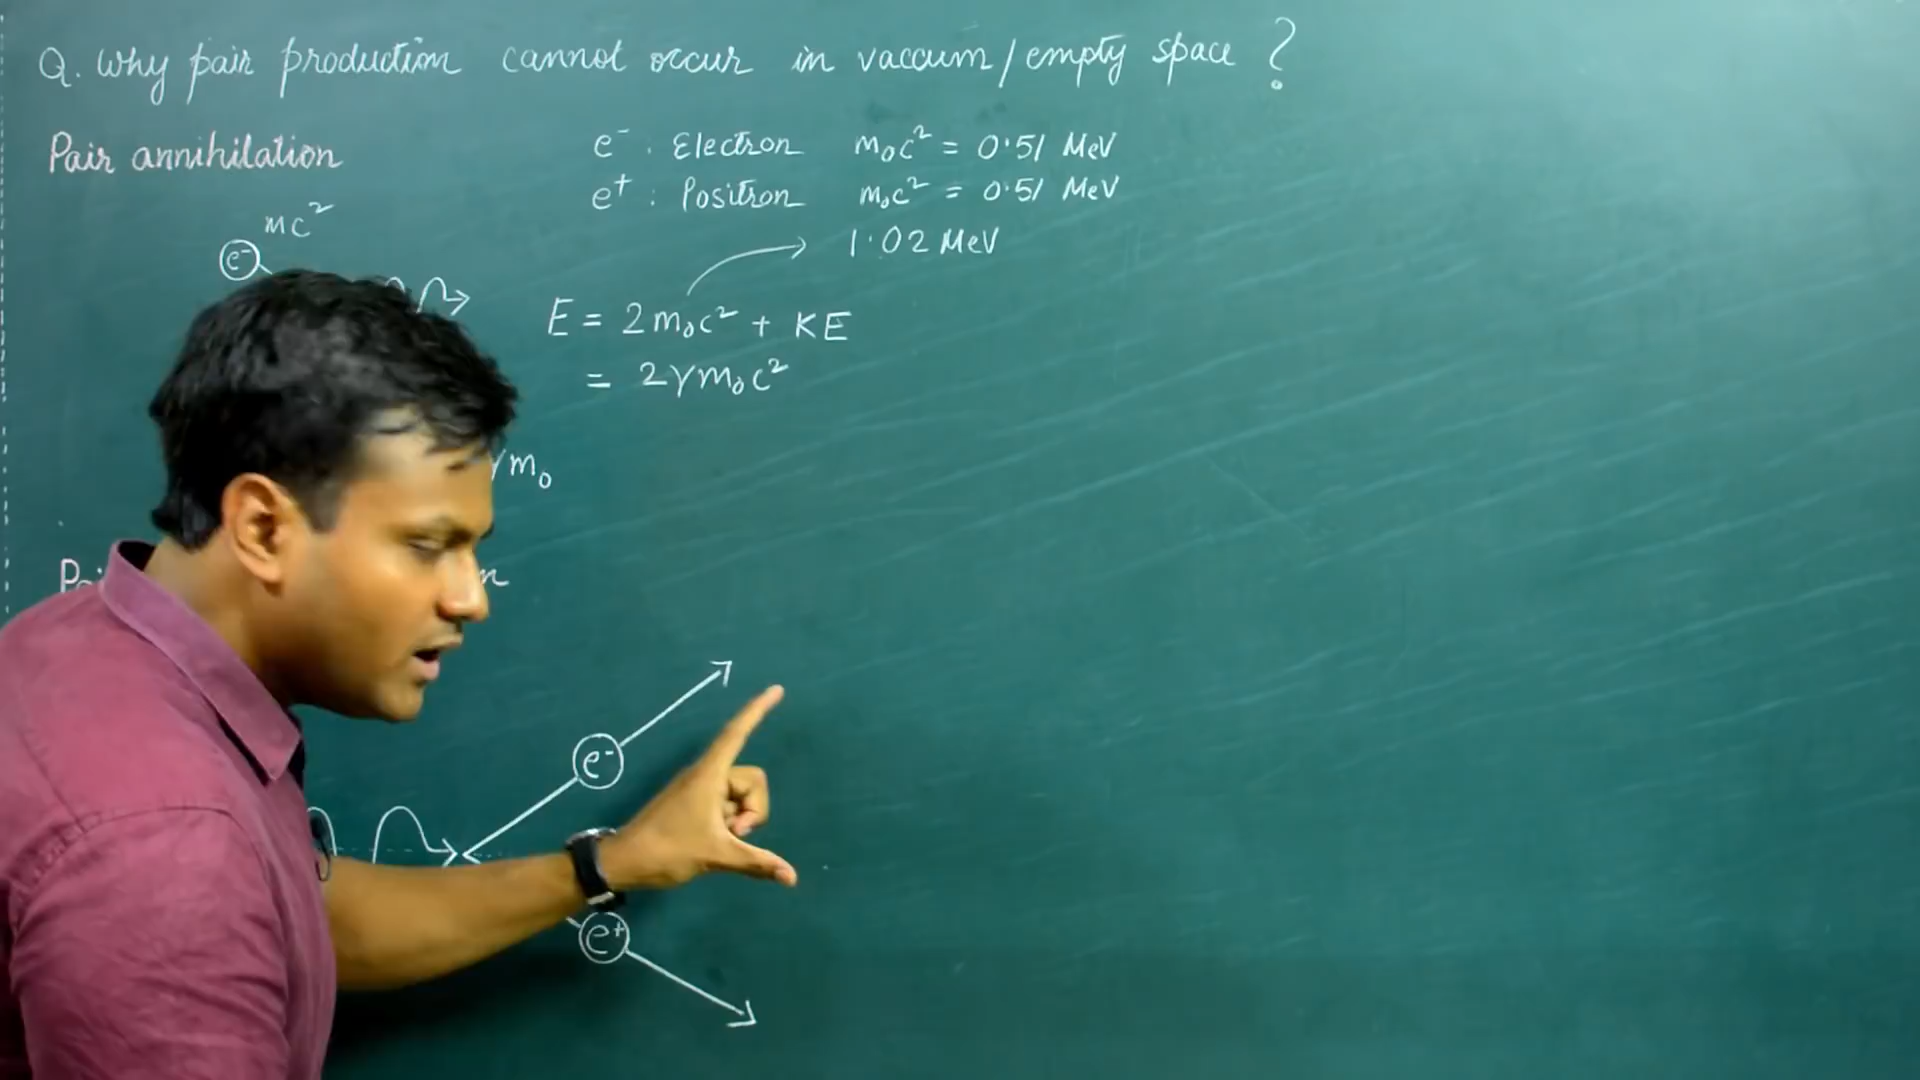 Q. Why pair production cannot occur in vaccum/empty space?
Pair annihilation
e⁻ : Electron m₀c² = 0.51 MeV
e⁺ : Positron m₀c² = 0.51 MeV
1.02 MeV
mc²
e⁻
E = 2m₀c² + KE
= 2γm₀c²
γm₀
e⁻
e⁺